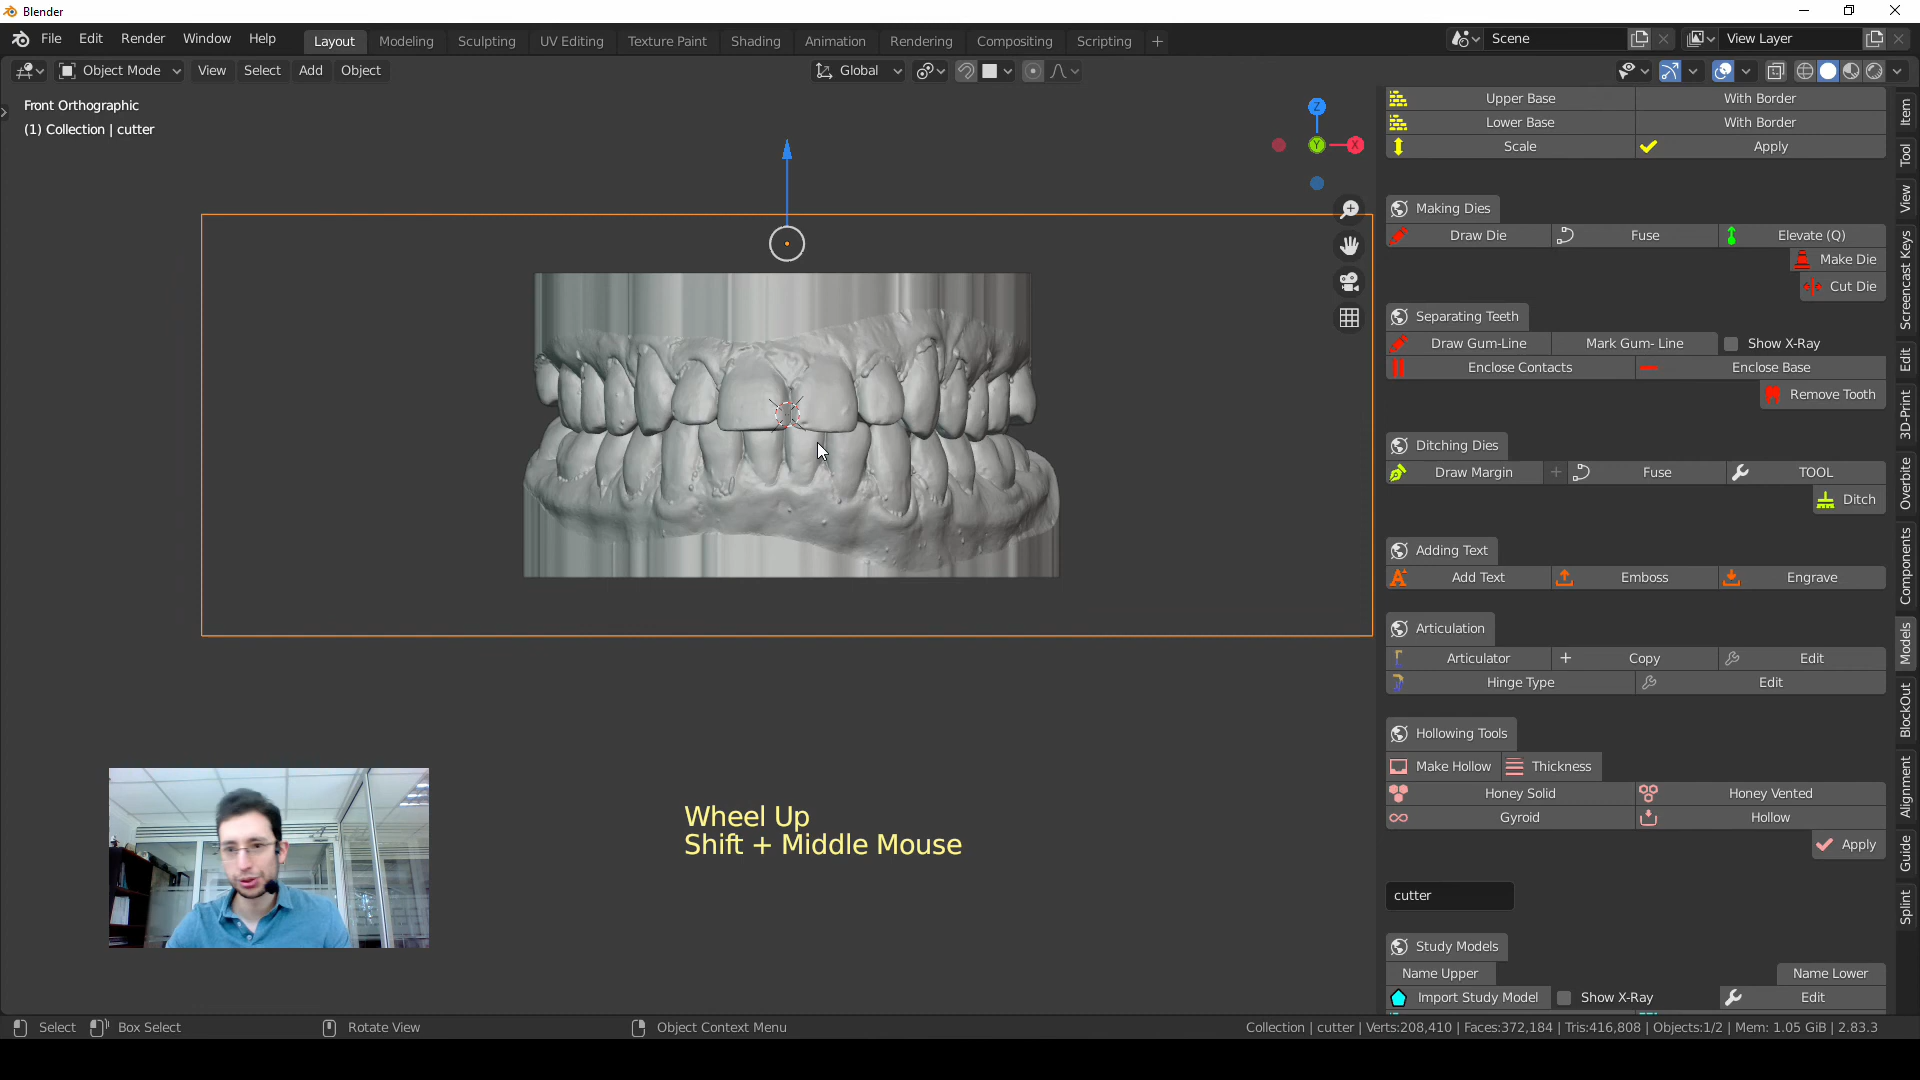 Blender
File Edit Render Window Help Layout Modeling Sculpting UV Editing Texture Paint Shading Animation Rendering Compositing Scripting + Scene View Layer
Object Mode View Select Add Object Global
Front Orthographic
(1) Collection | cutter
Z
Y
X
Upper Base With Border
Lower Base With Border
Scale Apply
Making Dies
Draw Die Fuse Elevate (Q)
Make Die
Cut Die
Separating Teeth
Draw Gum-Line Mark Gum- Line Show X-Ray
Enclose Contacts Enclose Base
Remove Tooth
Ditching Dies
Draw Margin + Fuse TOOL
Ditch
Adding Text
Add Text Emboss Engrave
Articulation
Articulator Copy Edit
Hinge Type Edit
Hollowing Tools
Make Hollow Thickness
Honey Solid Honey Vented
Gyroid Hollow
Apply
cutter
Study Models
Name Upper Name Lower
Import Study Model Show X-Ray Edit
Item
Tool
View
Screencast Keys
Edit
3D-Print
Overbite
Components
Models
BlockOut
Alignment
Guide
Splint
Wheel Up
Shift + Middle Mouse
Select Box Select Rotate View Object Context Menu Collection | cutter | Verts:208,410 | Faces:372,184 | Tris:416,808 | Objects:1/2 | Mem: 1.05 GiB | 2.83.3